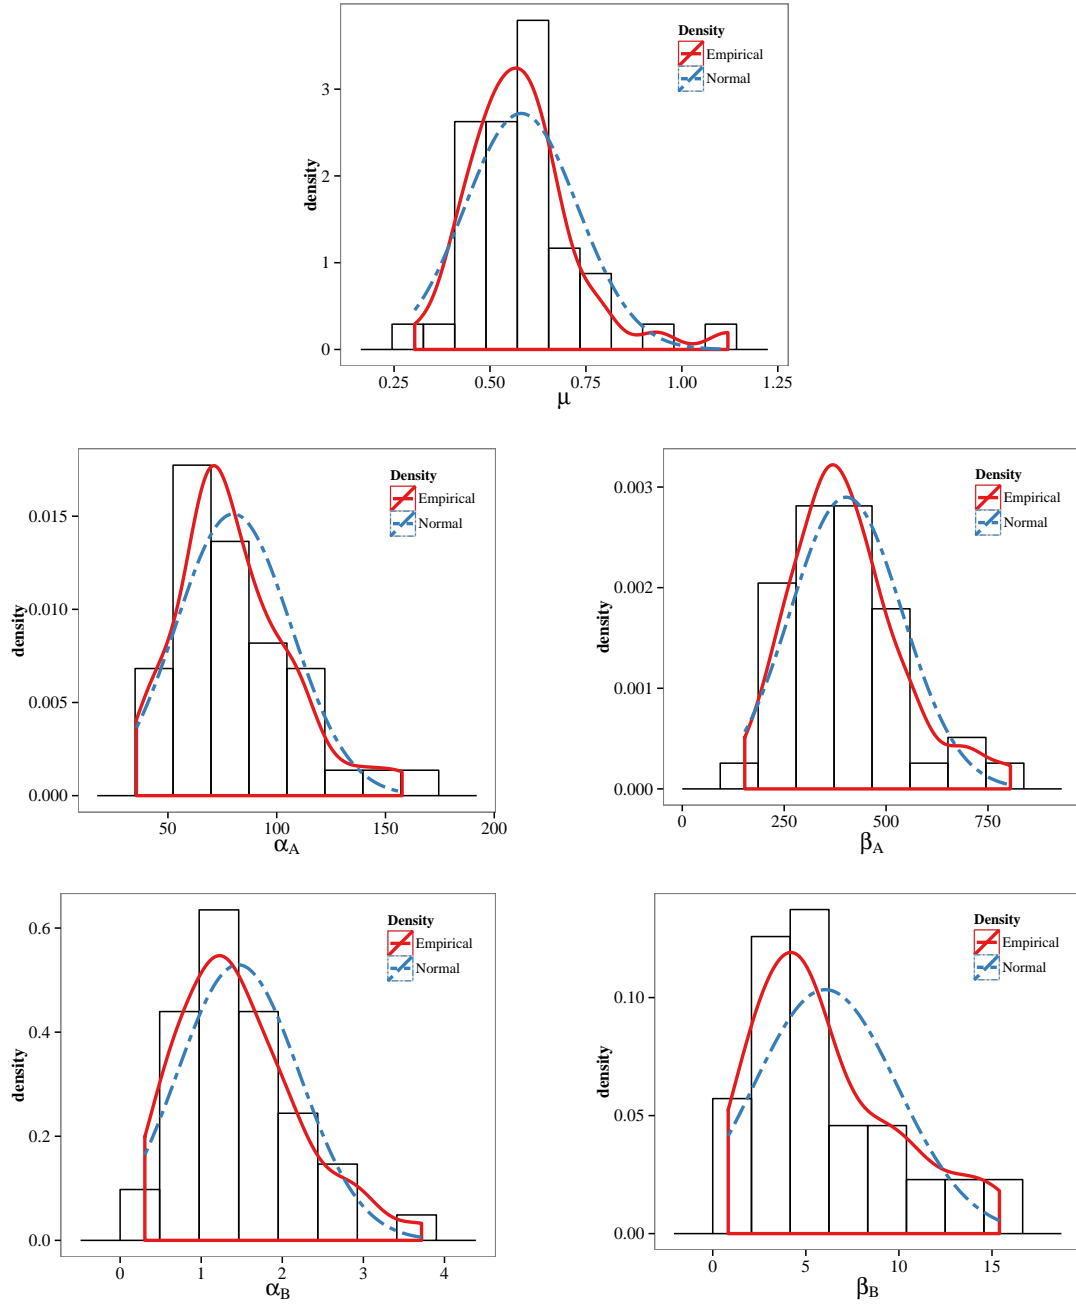 Density
Empirical
Normal
density
3
2
1
0
0.25 0.50 0.75 1.00 1.25
μ
Density
Empirical
Normal
density
0.015
0.010
0.005
0.000
50 100 150 200
αA
Density
Empirical
Normal
density
0.003
0.002
0.001
0.000
0 250 500 750
βA
Density
Empirical
Normal
density
0.6
0.4
0.2
0.0
0 1 2 3 4
αB
Density
Empirical
Normal
density
0.10
0.05
0.00
0 5 10 15
βB